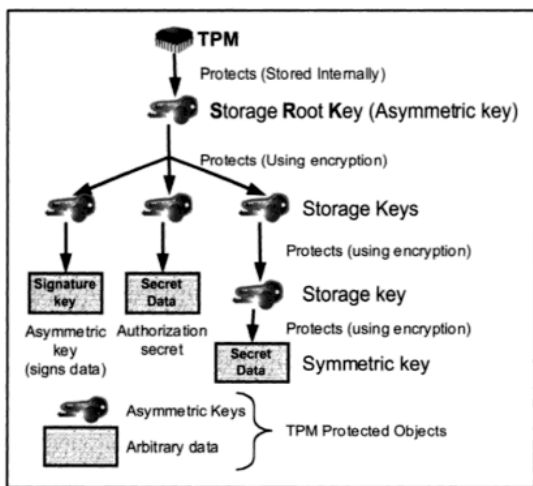 TPM
Protects (Stored Internally)
Storage Root Key (Asymmetric key)
Protects (Using encryption)
Storage Keys
Protects (using encryption)
Signature key
Secret Data
Storage key
Asymmetric key (signs data)
Authorization secret
Protects (using encryption)
Secret Data
Symmetric key
Asymmetric Keys
Arbitrary data
TPM Protected Objects